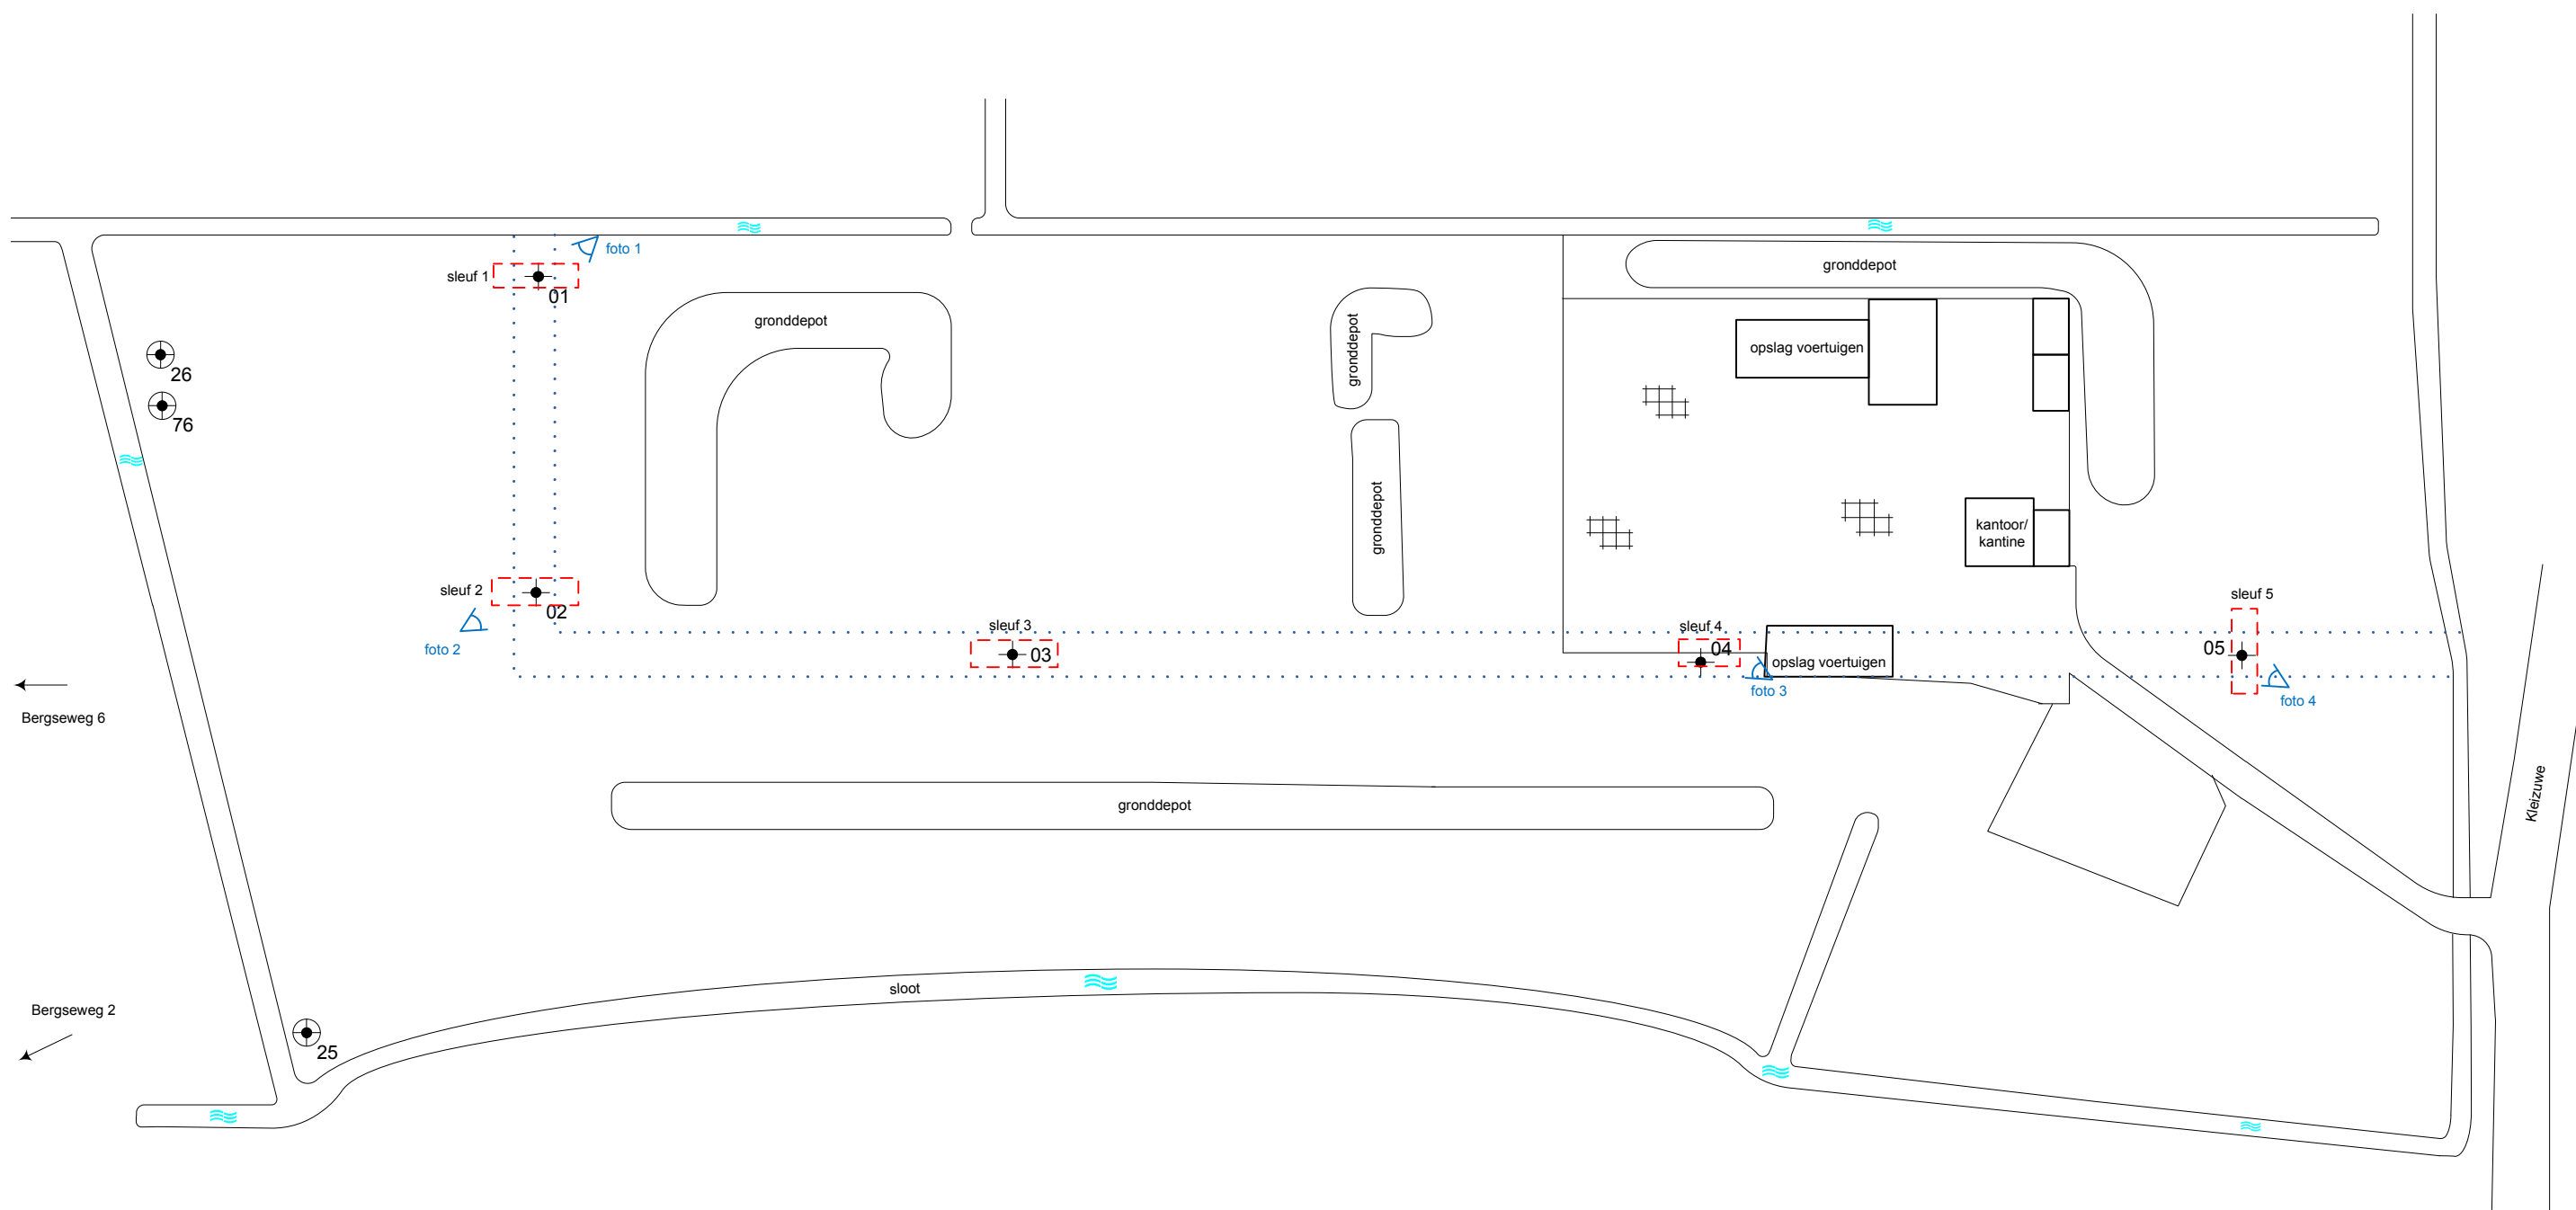 foto 1
gronddepot
sleuf 1
01
gronddepot
gronddepot
opslag voertuigen
26
76
gronddepot
kantoor/
kantine
sleuf 2
02
foto 2
sleuf 3
03
sleuf 4
04
opslag voertuigen
foto 3
sleuf 5
05
foto 4
Bergseweg 6
Kleizuwe
gronddepot
sloot
Bergseweg 2
25